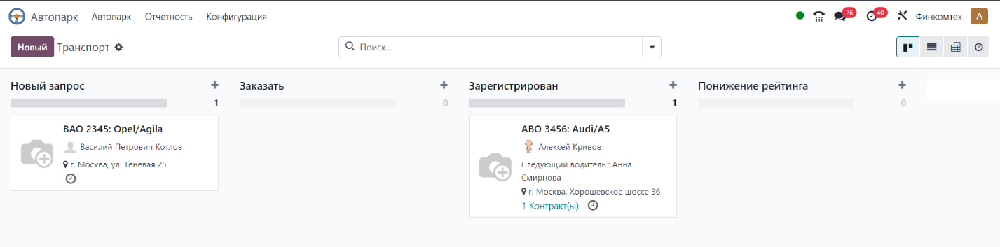 Автопарк Автопарк Отчетность Конфигурация 26 40 Финкомтех A
Новый Транспорт Поиск...
Новый запрос Заказать Зарегистрирован Понижение рейтинга
1 0 1 0
ВАО 2345: Opel/Agila
Василий Петрович Котлов
г. Москва, ул. Теневая 25
АВО 3456: Audi/A5
Алексей Кривов
Следующий водитель : Анна
Смирнова
г. Москва, Хорошевское шоссе 36
1 Контракт(ы)